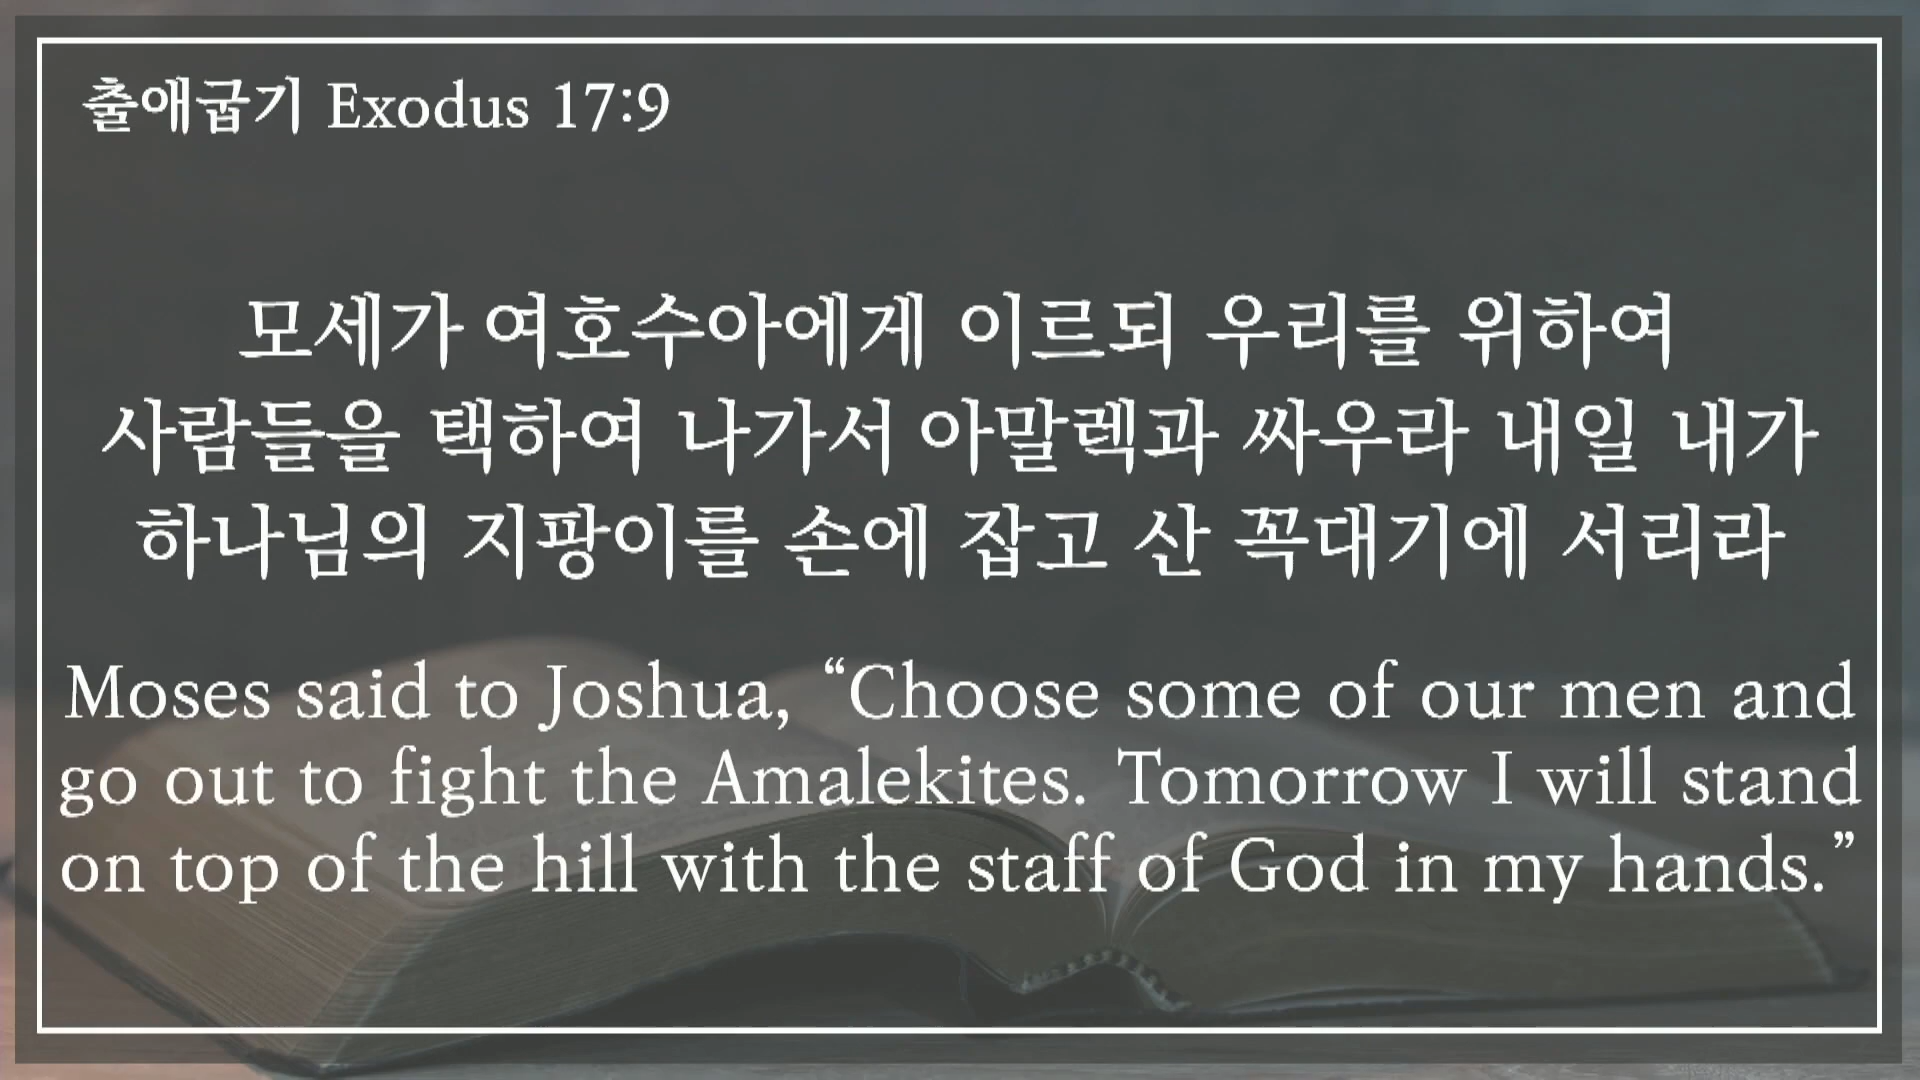 출애굽기 Exodus 17:9
모세가 여호수아에게 이르되 우리를 위하여
사람들을 택하여 나가서 아말렉과 싸우라 내일 내가
하나님의 지팡이를 손에 잡고 산 꼭대기에 서리라
Moses said to Joshua, “Choose some of our men and
go out to fight the Amalekites. Tomorrow I will stand
on top of the hill with the staff of God in my hands.”